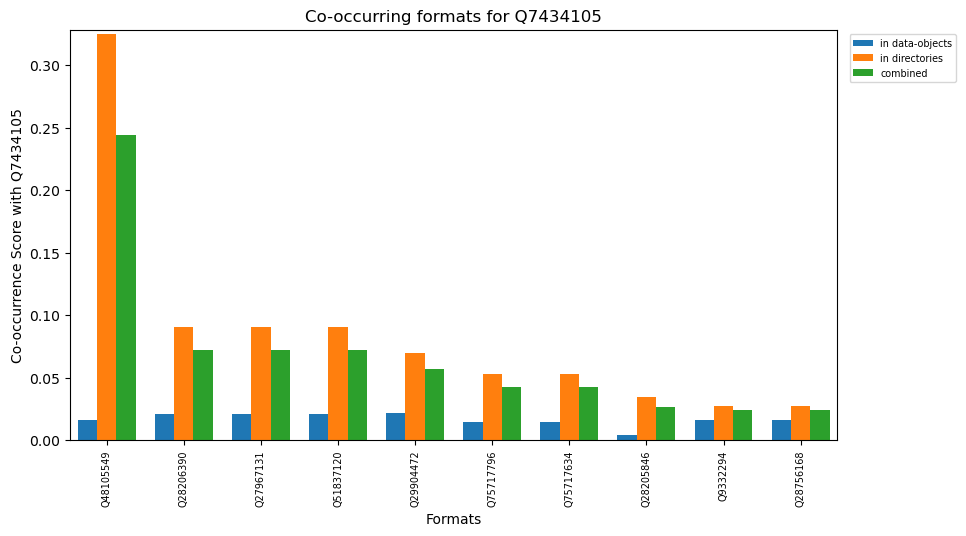 Co-occurring formats for Q7434105
in data-objects
in directories
combined
Co-occurrence Score with Q7434105
0.30
0.25
0.20
0.15
0.10
0.05
0.00
Q48105549
Q28206390
Q27967131
Q51837120
Q29904472
Q75717796
Q75717634
Q28205846
Q9332294
Q28756168
Formats